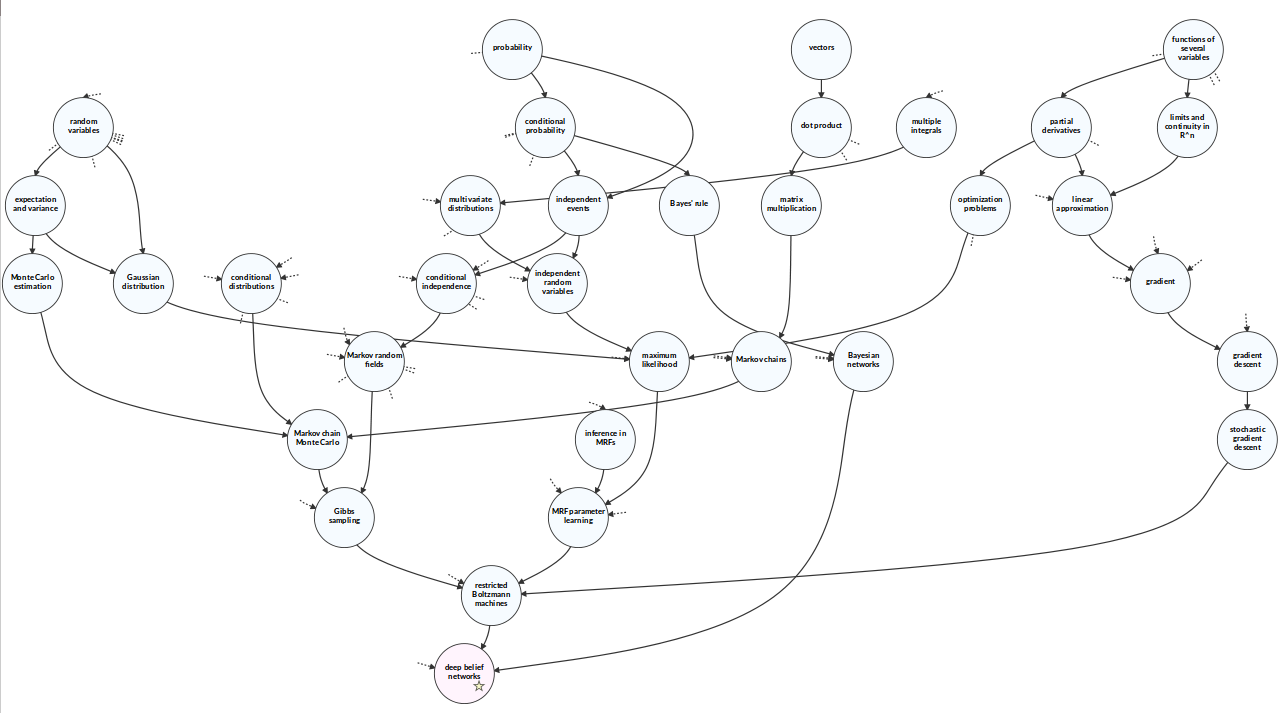 probability
vectors
functions of
several
variables
random
variables
conditional
probability
dot product
multiple
integrals
partial
derivatives
limits and
continuity in
R^n
expectation
and variance
multivariate
distributions
independent
events
Bayes' rule
matrix
multiplication
optimization
problems
linear
approximation
Monte Carlo
estimation
Gaussian
distribution
conditional
distributions
conditional
independence
independent
random
variables
gradient
Markov random
fields
maximum
likelihood
Markov chains
Bayesian
networks
gradient
descent
Markov chain
Monte Carlo
inference in
MRFs
stochastic
gradient
descent
Gibbs
sampling
MRF parameter
learning
restricted
Boltzmann
machines
deep belief
networks